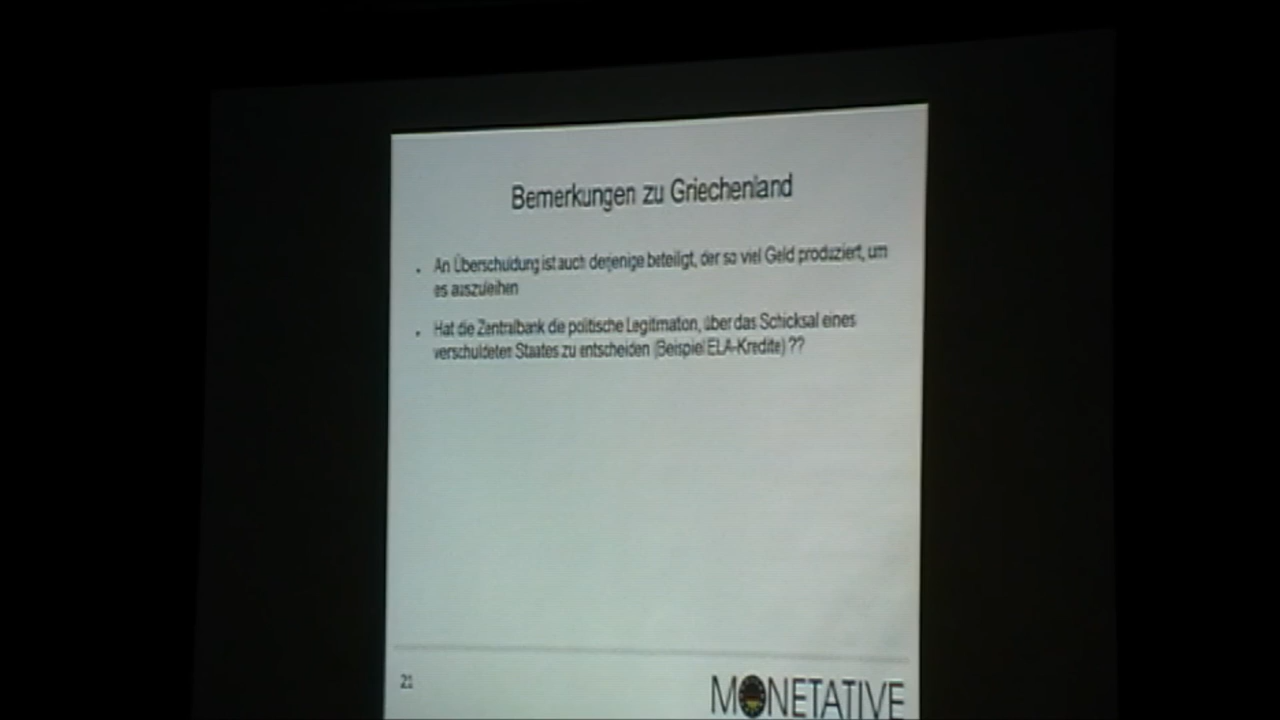 Bemerkungen zu Griechenland
An Überschuldung ist auch derjenige beteiligt, der so viel Geld produziert, um
es auszuleihen
Hat die Zentralbank die politische Legitimation, über das Schicksal eines
verschuldeten Staates zu entscheiden (Beispiel ELA-Kredite) ??
21
MONETATIVE